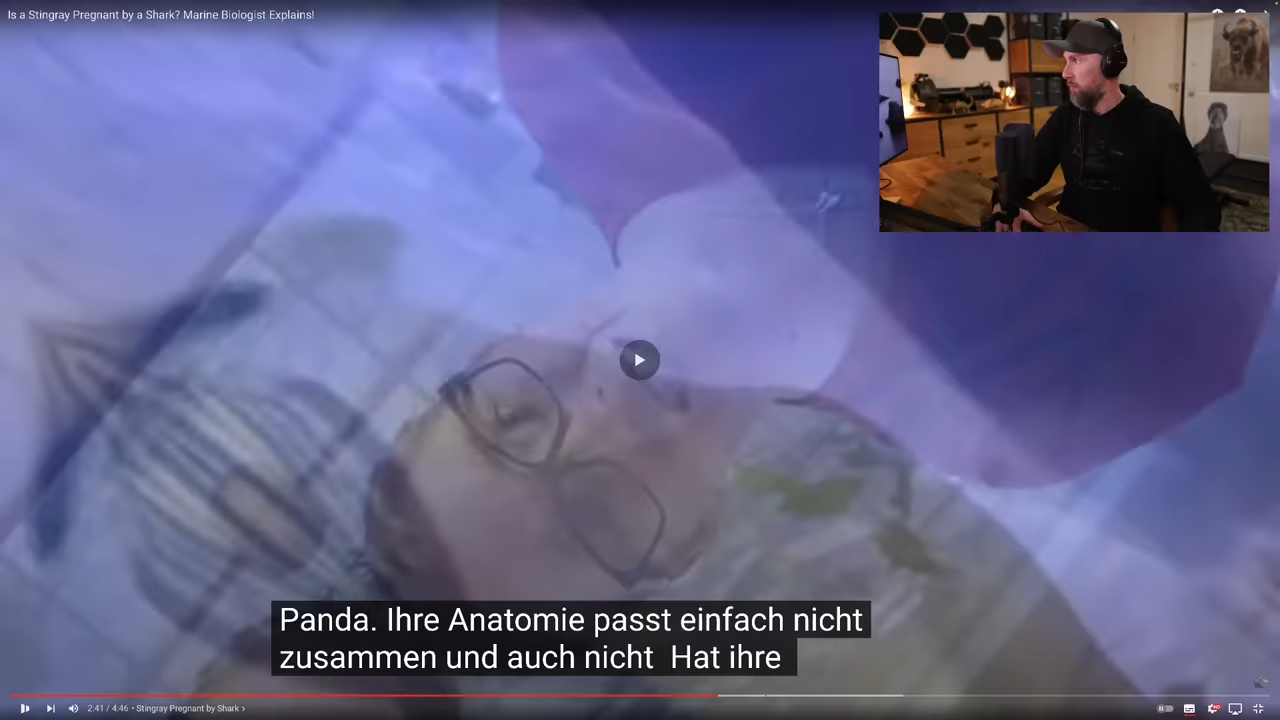 Is a Stingray Pregnant by a Shark? Marine Biologist Explains!
Panda. Ihre Anatomie passt einfach nicht
zusammen und auch nicht  Hat ihre
2:41 / 4:46 • Stingray Pregnant by Shark ›